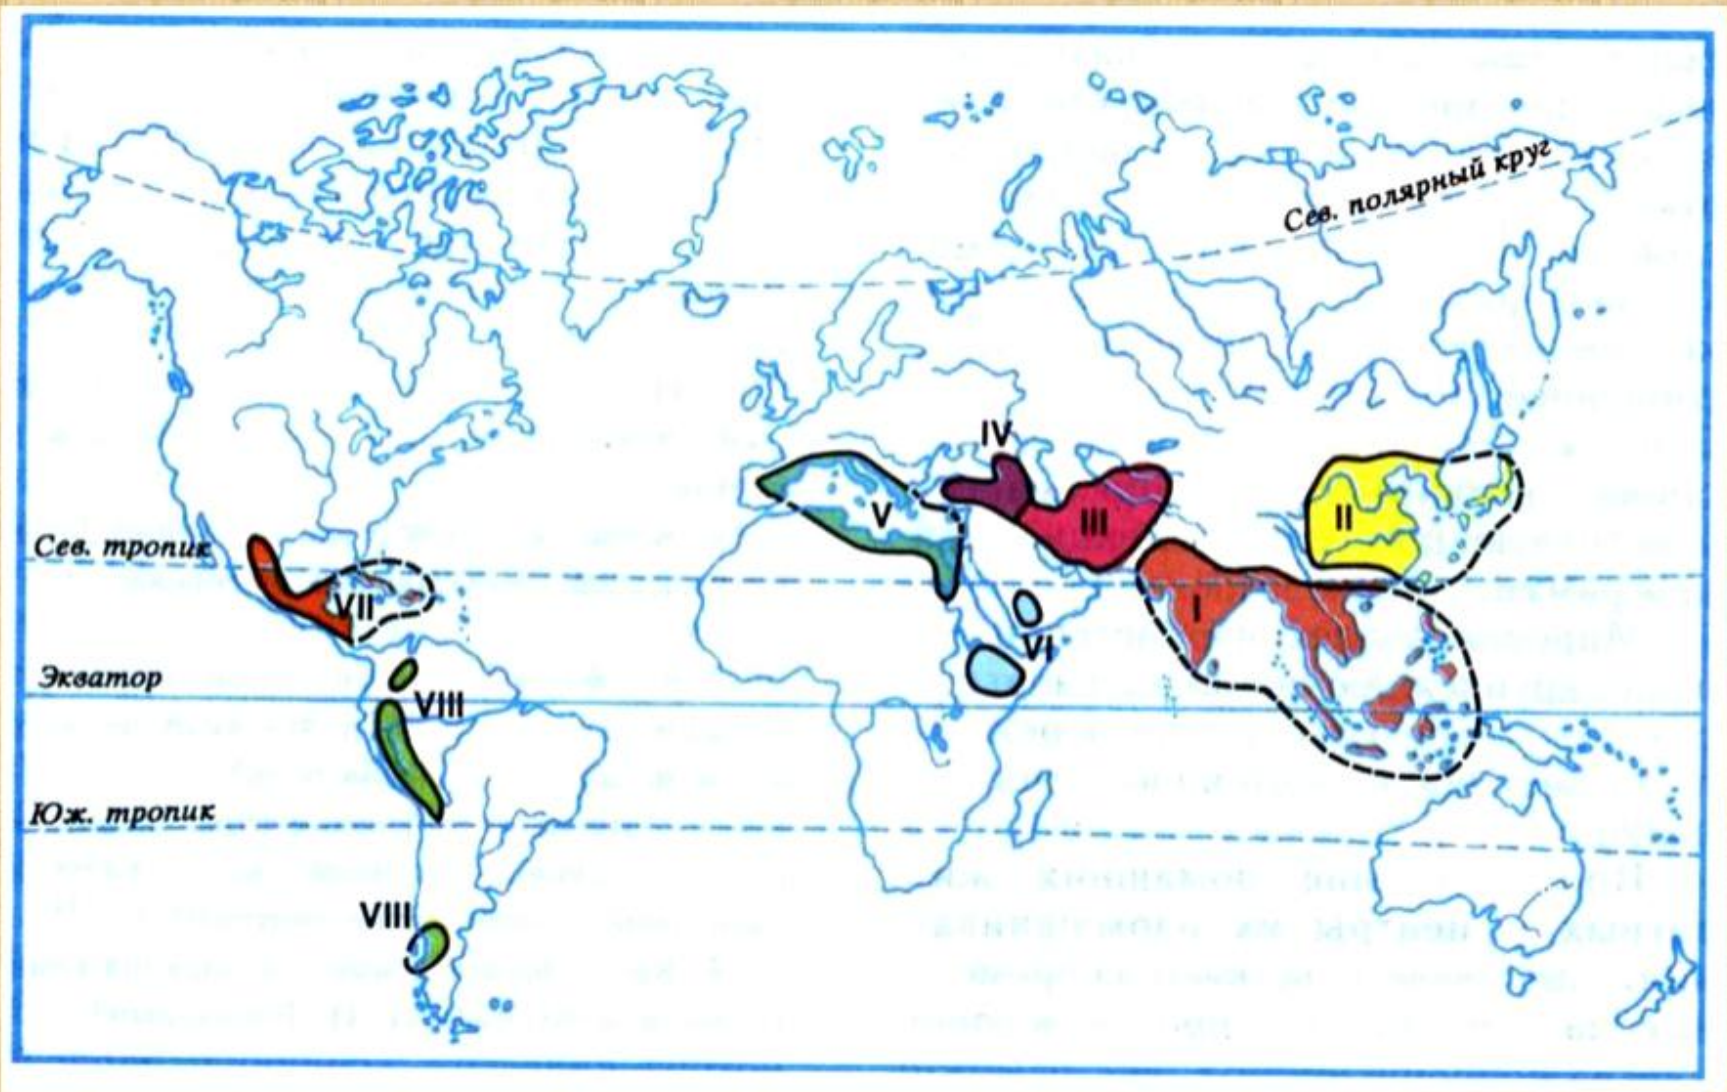 Сев. полярный круг
IV
III
II
V
Сев. тропик
VII
I
VI
Экватор
VIII
Юж. тропик
VIII